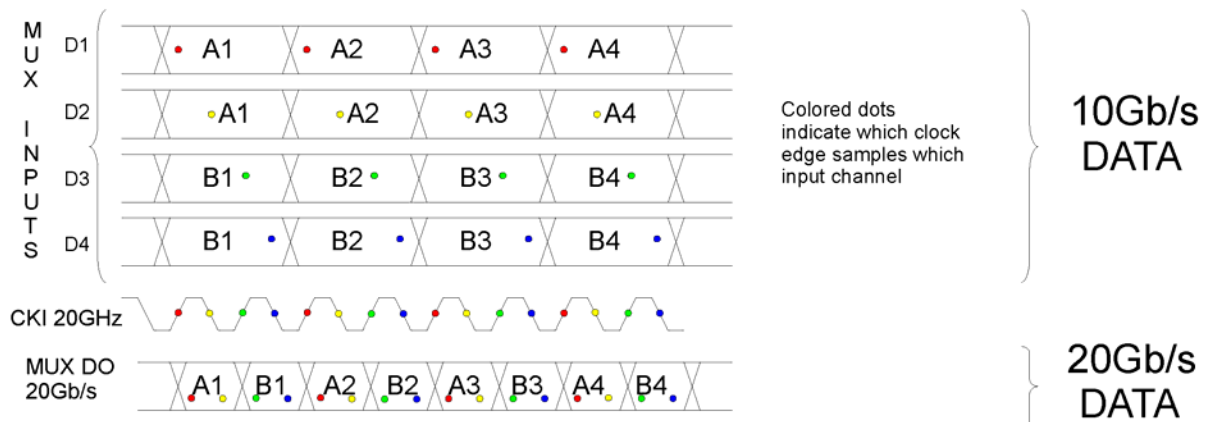 MUX INPUTS
D1 A1 A2 A3 A4
D2 A1 A2 A3 A4
D3 B1 B2 B3 B4
D4 B1 B2 B3 B4
Colored dots
indicate which clock
edge samples which
input channel
10Gb/s
DATA
CKI 20GHz
MUX DO
20Gb/s
A1 B1 A2 B2 A3 B3 A4 B4
20Gb/s
DATA